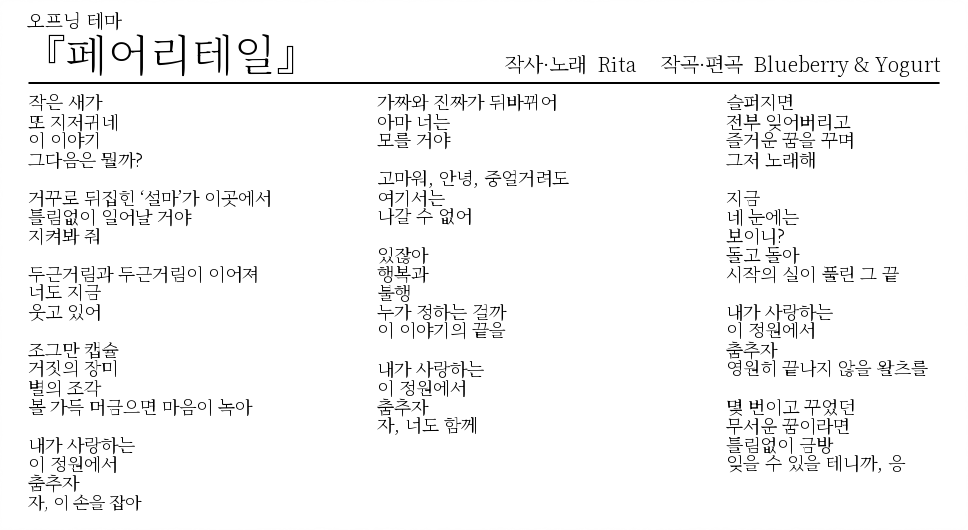 오프닝 테마
『페어리테일』
작사·노래 Rita 작곡·편곡 Blueberry & Yogurt
작은 새가
또 지저귀네
이 이야기
그다음은 뭘까?
거꾸로 뒤집힌 ‘설마’가 이곳에서
틀림없이 일어날 거야
지켜봐 줘
두근거림과 두근거림이 이어져
너도 지금
웃고 있어
조그만 캡슐
거짓의 장미
별의 조각
볼 가득 머금으면 마음이 녹아
내가 사랑하는
이 정원에서
춤추자
자, 이 손을 잡아
가짜와 진짜가 뒤바뀌어
아마 너는
모를 거야
고마워, 안녕, 중얼거려도
여기서는
나갈 수 없어
있잖아
행복과
불행
누가 정하는 걸까
이 이야기의 끝을
내가 사랑하는
이 정원에서
춤추자
자, 너도 함께
슬퍼지면
전부 잊어버리고
즐거운 꿈을 꾸며
그저 노래해
지금
네 눈에는
보이니?
돌고 돌아
시작의 실이 풀린 그 끝
내가 사랑하는
이 정원에서
춤추자
영원히 끝나지 않을 왈츠를
몇 번이고 꾸었던
무서운 꿈이라면
틀림없이 금방
잊을 수 있을 테니까, 응